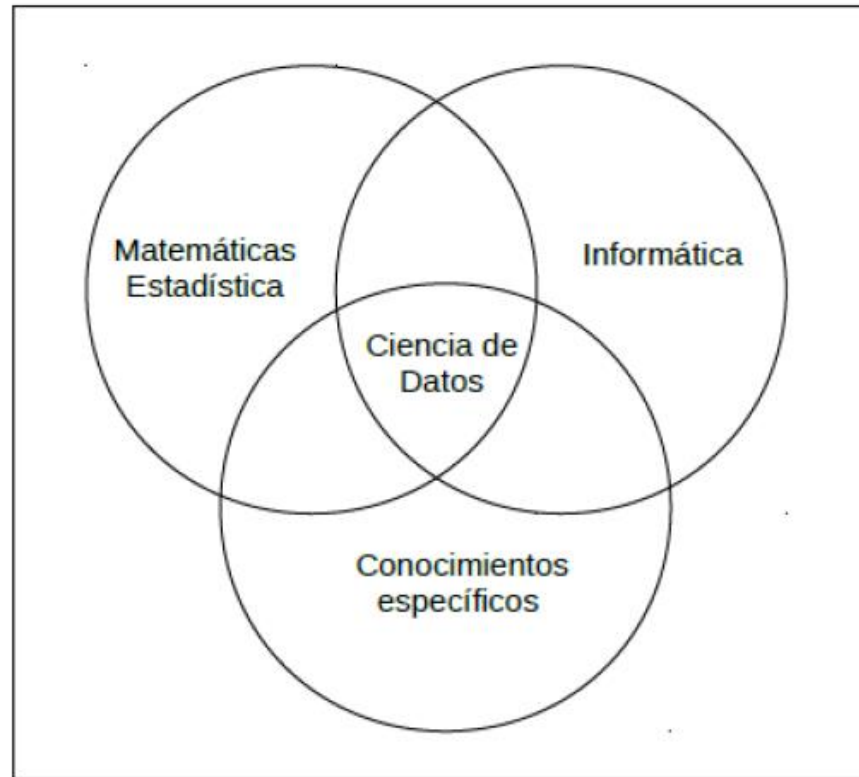 Matemáticas
Estadística
Informática
Ciencia de
Datos
Conocimientos
específicos